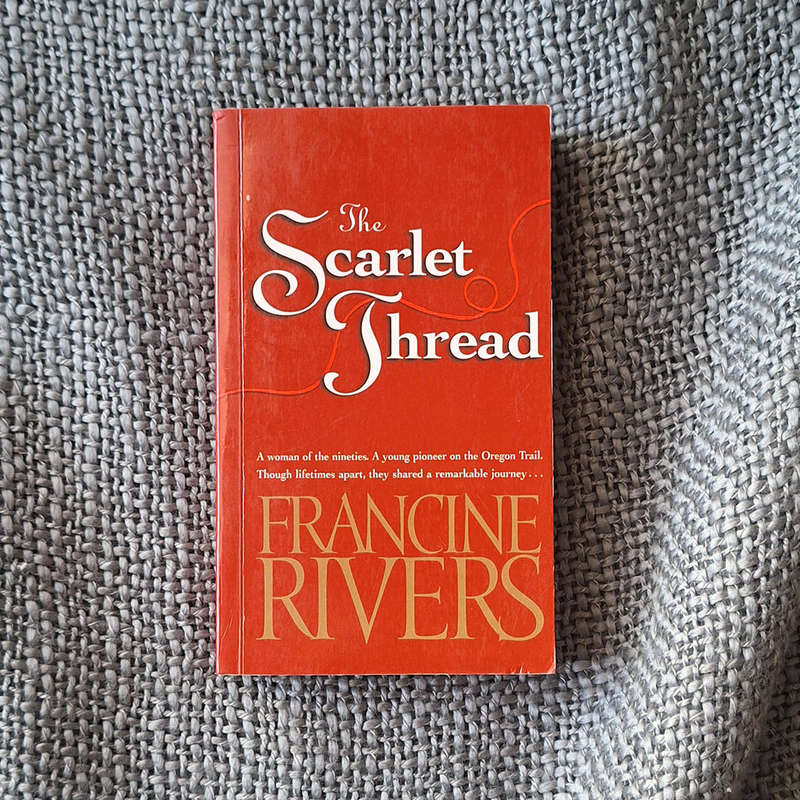 The
Scarlet
Thread
A woman of the nineties. A young pioneer on the Oregon Trail.
Though lifetimes apart, they shared a remarkable journey . . .
FRANCINE
RIVERS